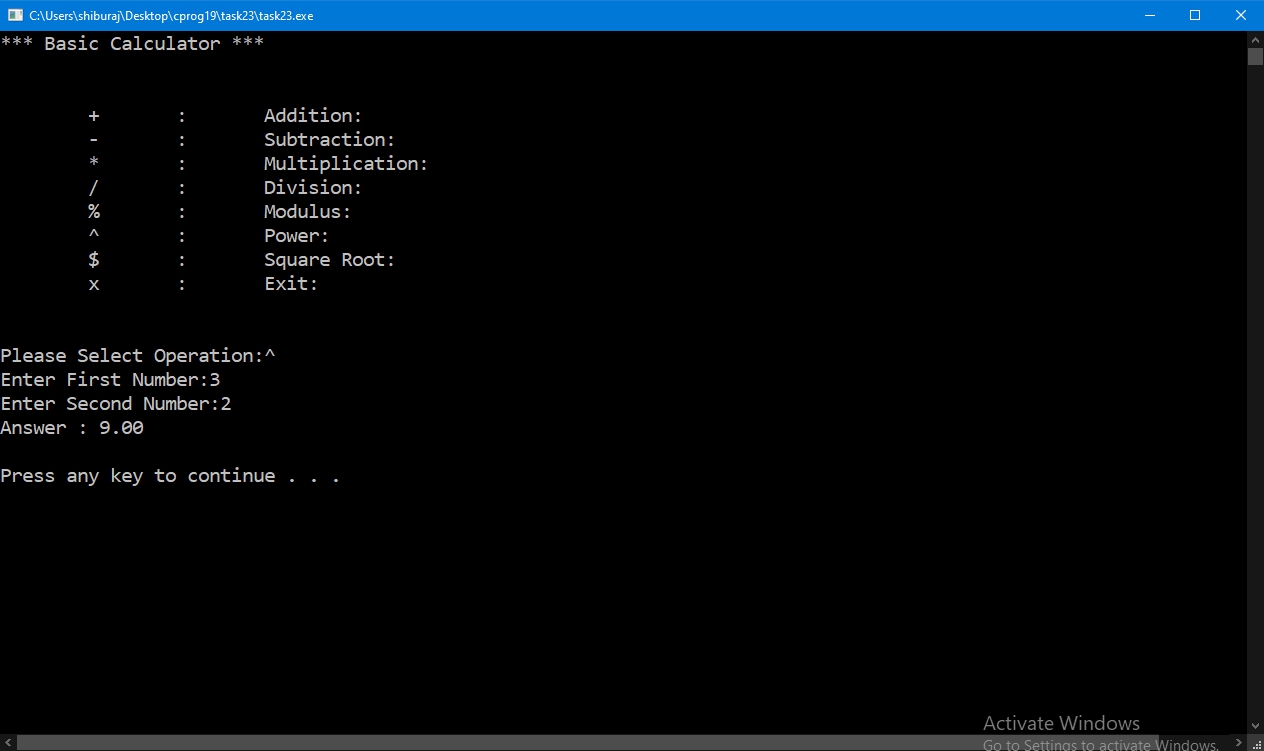 C:\Users\shiburaj\Desktop\cprog19\task23\task23.exe
*** Basic Calculator ***
+ : Addition:
- : Subtraction:
* : Multiplication:
/ : Division:
% : Modulus:
^ : Power:
$ : Square Root:
x : Exit:
Please Select Operation:^
Enter First Number:3
Enter Second Number:2
Answer : 9.00
Press any key to continue . . .
Activate Windows
Go to Settings to activate Windows.